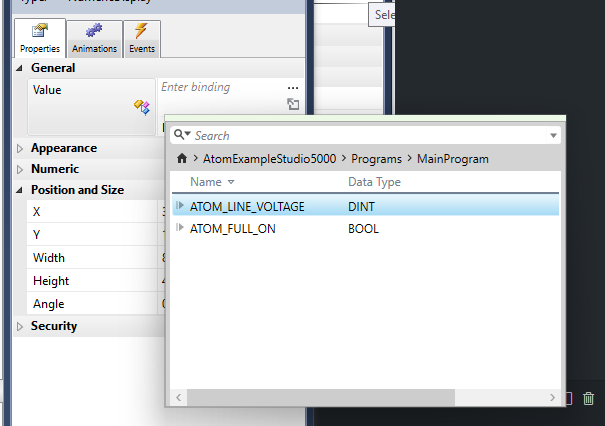 Sele
Properties Animations Events
General
Value
Enter binding
...
Appearance
Numeric
Position and Size
X
Y
Width
Height
Angle
Security
Search
AtomExampleStudio5000 > Programs > MainProgram
Name Data Type
ATOM_LINE_VOLTAGE DINT
ATOM_FULL_ON BOOL